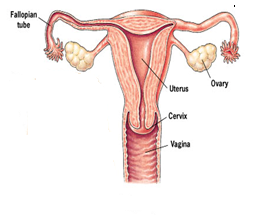 Fallopian
tube
Ovary
Uterus
Cervix
Vagina